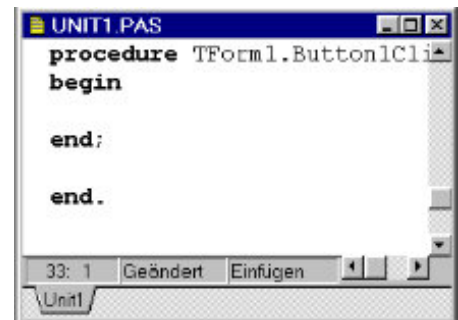 UNIT1.PAS
procedure TForm1.Button1Cli
begin
end;
end.
33: 1 Geändert Einfügen
Unit1